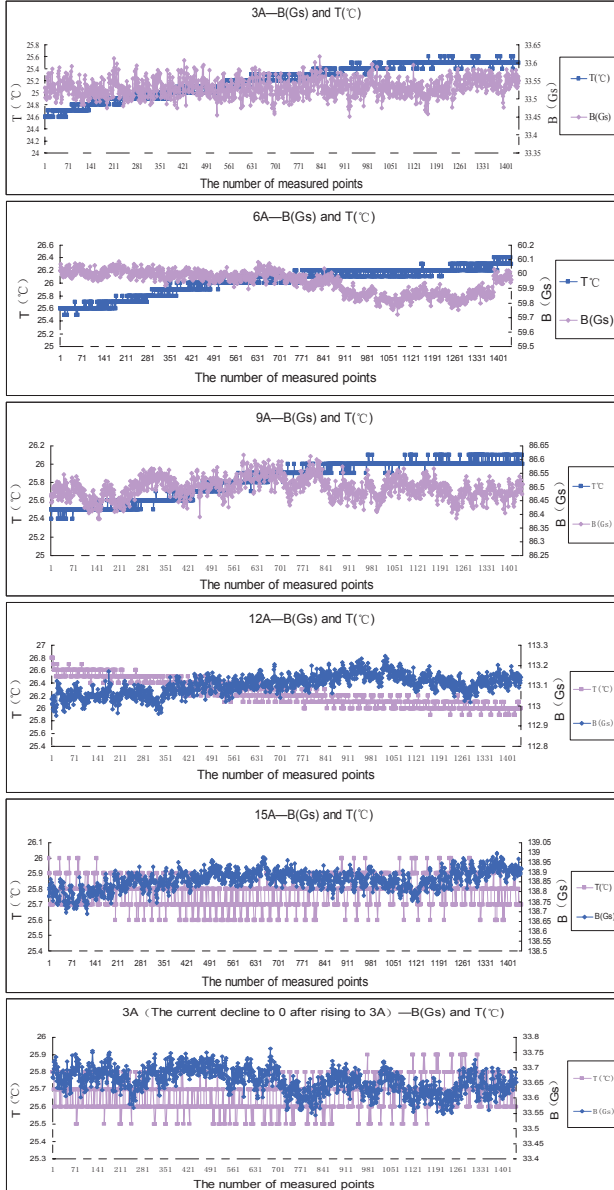 3A—B(Gs) and T(℃)
25.8
25.6
25.4
25.2
25
24.8
24.6
24.4
24.2
24
T（℃）
33.65
33.6
33.55
33.5
33.45
33.4
33.35
B（Gs）
T(℃)
B(Gs)
1 71 141 211 281 351 421 491 561 631 701 771 841 911 981 1051 1121 1191 1261 1331 1401
The number of measured points
6A—B(Gs) and T(℃)
26.6
26.4
26.2
26
25.8
25.6
25.4
25.2
25
T（℃）
60.2
60.1
60
59.9
59.8
59.7
59.6
59.5
B（Gs）
T℃
B(Gs)
1 71 141 211 281 351 421 491 561 631 701 771 841 911 981 1051 1121 1191 1261 1331 1401
The number of measured points
9A—B(Gs) and T(℃)
26.2
26
25.8
25.6
25.4
25.2
25
T（℃）
86.65
86.6
86.55
86.5
86.45
86.4
86.35
86.3
86.25
B（Gs）
T℃
B(Gs)
1 71 141 211 281 351 421 491 561 631 701 771 841 911 981 1051 1121 1191 1261 1331 1401
The number of measured points
12A—B(Gs) and T(℃)
27
26.8
26.6
26.4
26.2
26
25.8
25.6
25.4
T（℃）
113.3
113.2
113.1
113
112.9
112.8
B（Gs）
T(℃)
B(Gs)
1 71 141 211 281 351 421 491 561 631 701 771 841 911 981 1051 1121 1191 1261 1331 1401
The number of measured points
15A—B(Gs) and T(℃)
26.1
26
25.9
25.8
25.7
25.6
25.5
25.4
T（℃）
139.05
139
138.95
138.9
138.85
138.8
138.75
138.7
138.65
138.6
138.55
138.5
B（Gs）
T(℃)
B(Gs)
1 71 141 211 281 351 421 491 561 631 701 771 841 911 981 1051 1121 1191 1261 1331 1401
The number of measured points
3A（The current decline to 0 after rising to 3A）—B(Gs) and T(℃)
26
25.9
25.8
25.7
25.6
25.5
25.4
25.3
T（℃）
33.8
33.75
33.7
33.65
33.6
33.55
33.5
33.45
33.4
B（Gs）
T(℃)
B(Gs)
1 71 141 211 281 351 421 491 561 631 701 771 841 911 981 1051 1121 1191 1261 1331 1401
The number of measured points